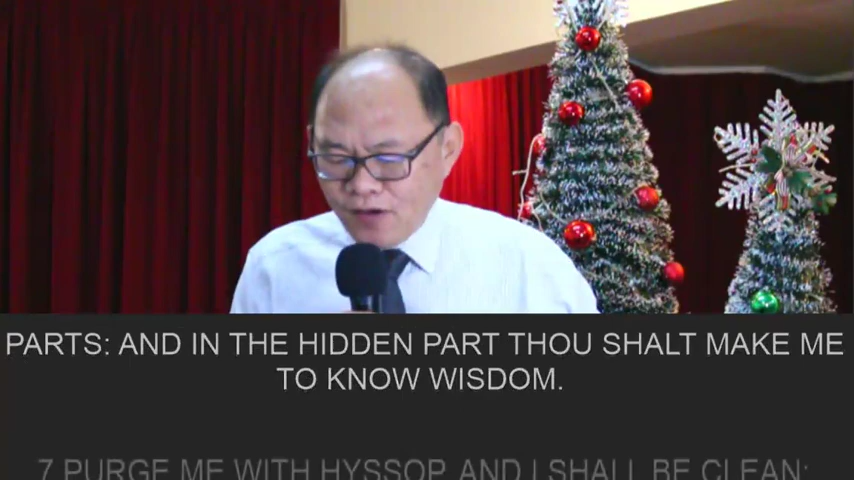 PARTS: AND IN THE HIDDEN PART THOU SHALT MAKE ME
TO KNOW WISDOM.
7 PURGE ME WITH HYSSOP, AND I SHALL BE CLEAN: